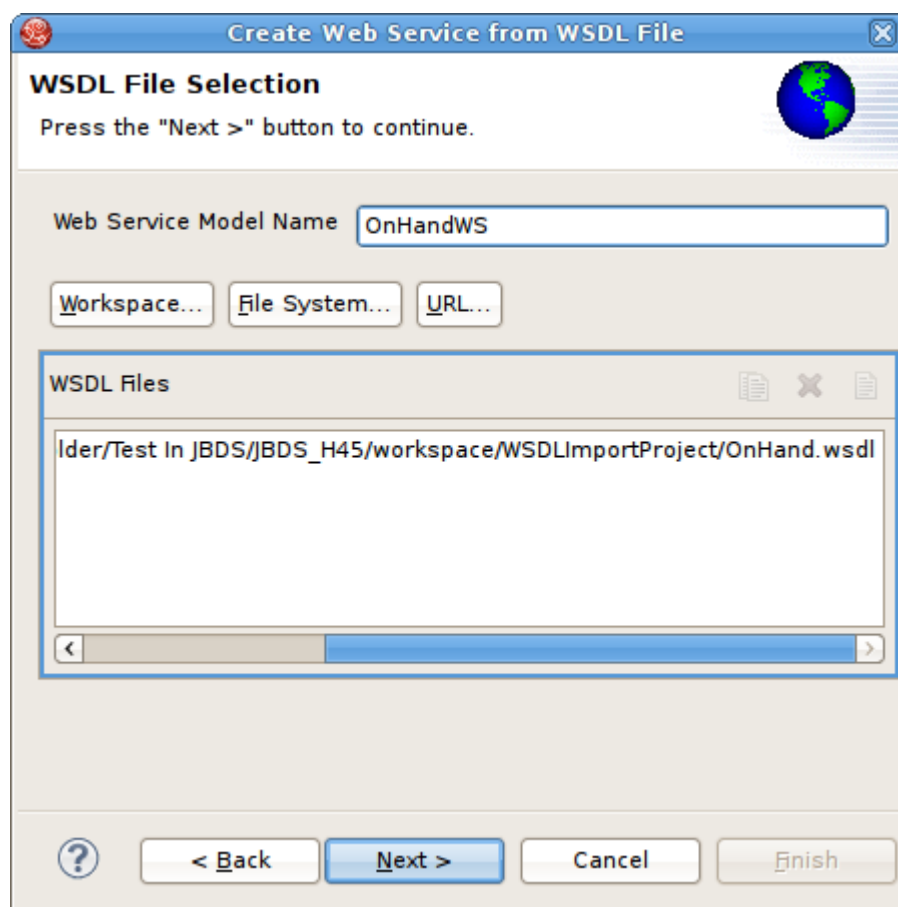 Create Web Service from WSDL File
WSDL File Selection
Press the "Next >" button to continue.
Web Service Model Name OnHandWS
Workspace... File System... URL...
WSDL Files
lder/Test In JBDS/JBDS_H45/workspace/WSDLImportProject/OnHand.wsdl
? < Back Next > Cancel Finish